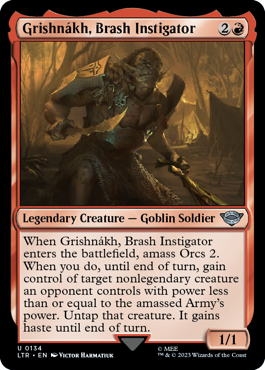 Grishnákh, Brash Instigator 2
Legendary Creature — Goblin Soldier
When Grishnákh, Brash Instigator
enters the battlefield, amass Orcs 2.
When you do, until end of turn, gain
control of target nonlegendary creature
an opponent controls with power less
than or equal to the amassed Army's
power. Untap that creature. It gains
haste until end of turn.
1/1
U 0134
LTR • EN VICTOR HARMATIUK
© MEE
™ & © 2023 Wizards of the Coast